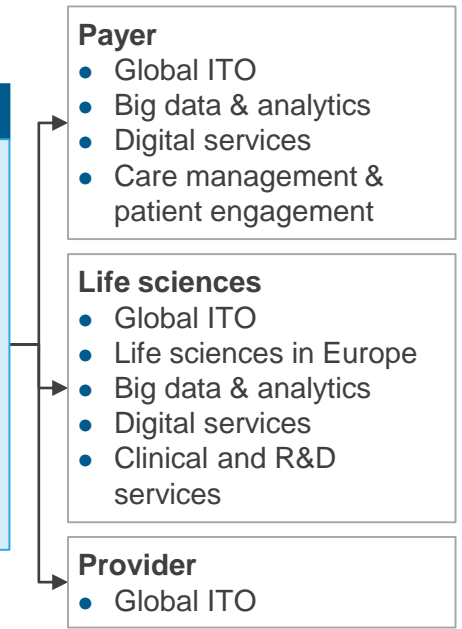 Payer
● Global ITO
● Big data & analytics
● Digital services
● Care management &
patient engagement
Life sciences
● Global ITO
● Life sciences in Europe
● Big data & analytics
● Digital services
● Clinical and R&D
services
Provider
● Global ITO